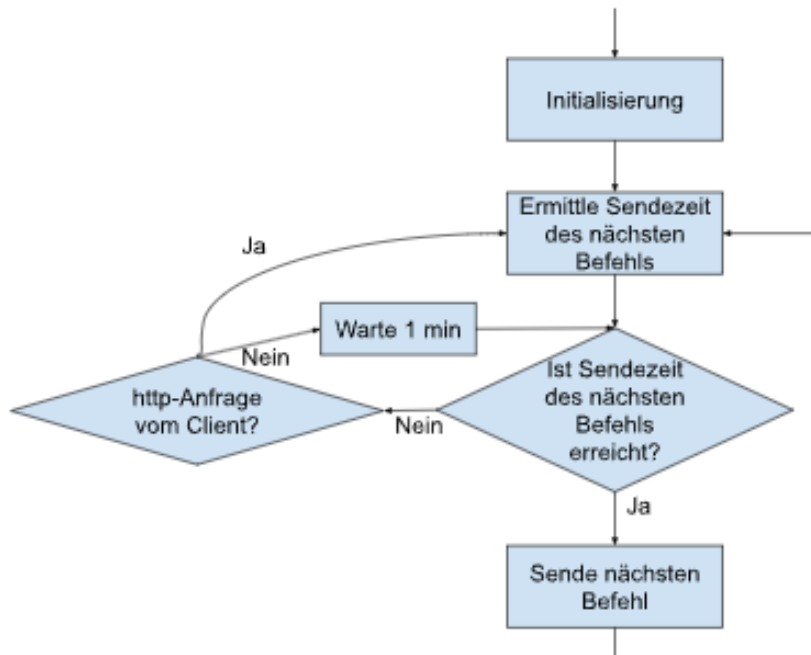 Initialisierung
Ermittle Sendezeit
des nächsten
Befehls
Ja
Warte 1 min
Nein
http-Anfrage
vom Client?
Nein
Ist Sendezeit
des nächsten
Befehls
erreicht?
Ja
Sende nächsten
Befehl